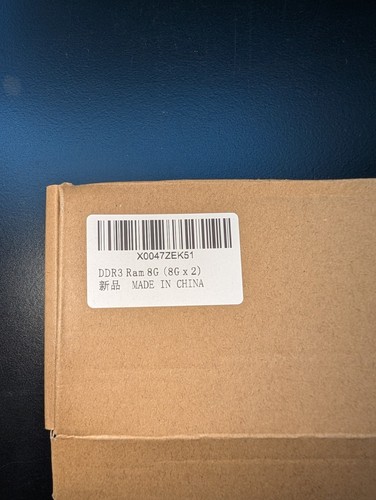 X0047ZEK51
DDR3 Ram 8G (8G x 2)
新品 MADE IN CHINA